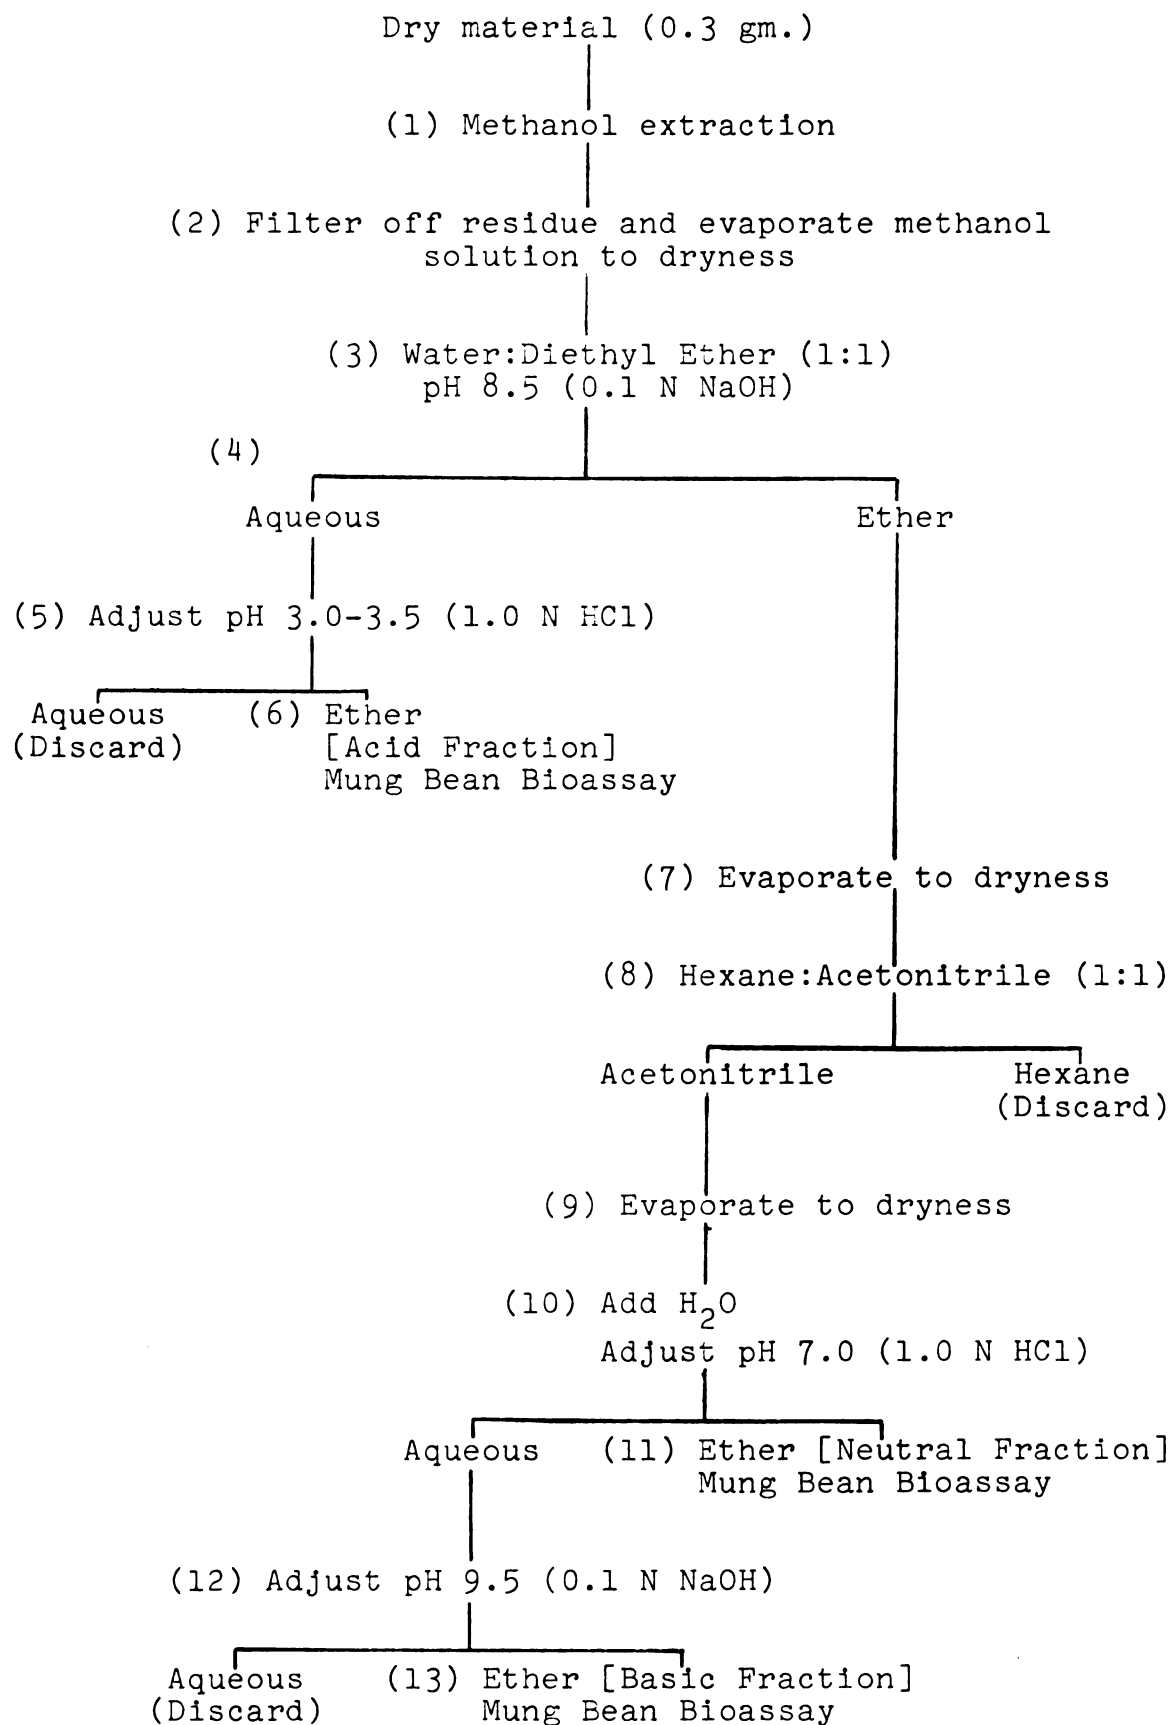 Dry material (0.3 gm.)
(1) Methanol extraction
(2) Filter off residue and evaporate methanol
solution to dryness
(3) Water:Diethyl Ether (1:1)
pH 8.5 (0.1 N NaOH)
(4)
Aqueous
Ether
(5) Adjust pH 3.0-3.5 (1.0 N HCl)
Aqueous
(Discard)
(6) Ether
[Acid Fraction]
Mung Bean Bioassay
(7) Evaporate to dryness
(8) Hexane:Acetonitrile (1:1)
Acetonitrile
Hexane
(Discard)
(9) Evaporate to dryness
(10) Add H₂O
Adjust pH 7.0 (1.0 N HCl)
Aqueous
(11) Ether [Neutral Fraction]
Mung Bean Bioassay
(12) Adjust pH 9.5 (0.1 N NaOH)
Aqueous
(Discard)
(13) Ether [Basic Fraction]
Mung Bean Bioassay